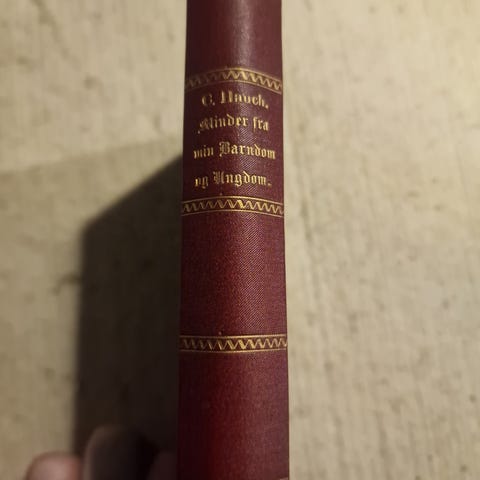 C. Hauch.
Minder fra
min Barndom
og Ungdom.